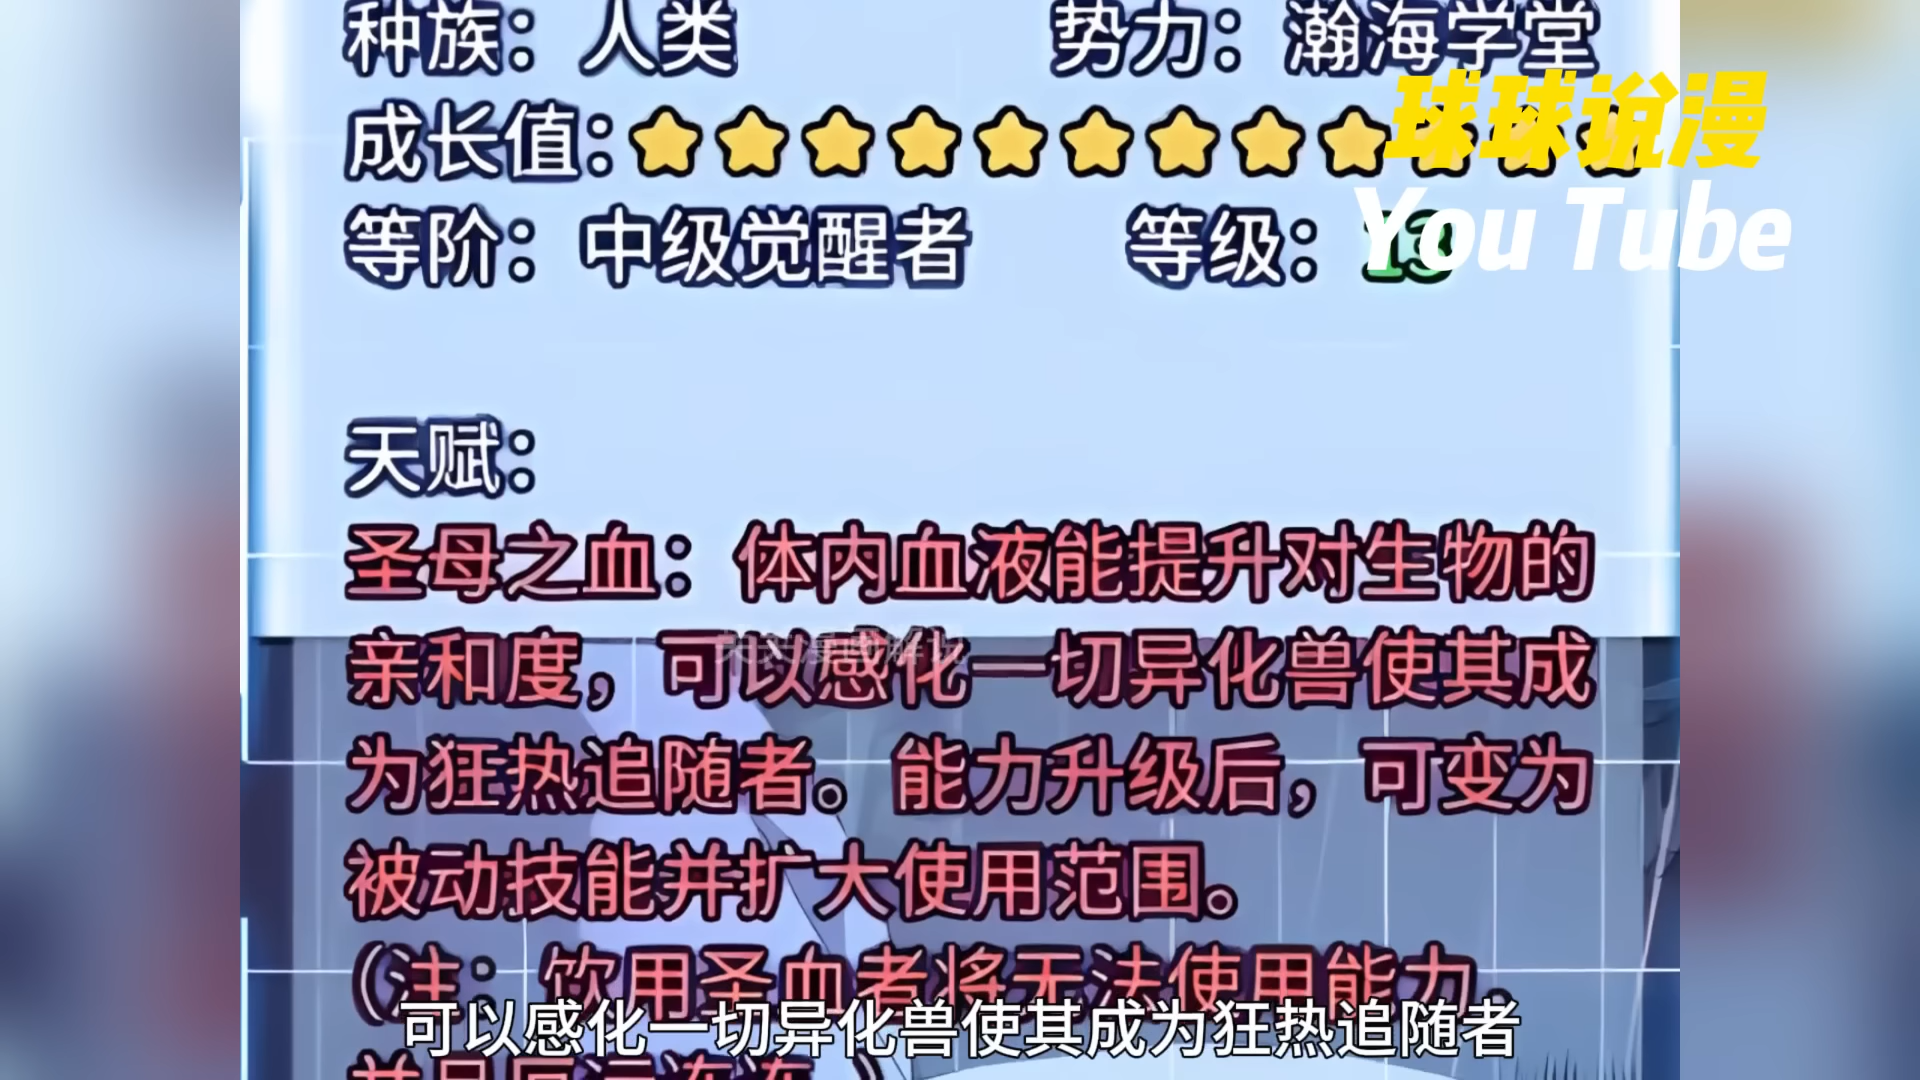 种族：人类 势力：瀚海学堂
球球说漫
成长值：
You Tube
等阶：中级觉醒者 等级：13
天赋：
圣母之血：体内血液能提升对生物的
亲和度，可以感化一切异化兽使其成
为狂热追随者。能力升级后，可变为
被动技能并扩大使用范围。
(注：饮用圣血者将无法使用能力，
可以感化一切异化兽使其成为狂热追随者